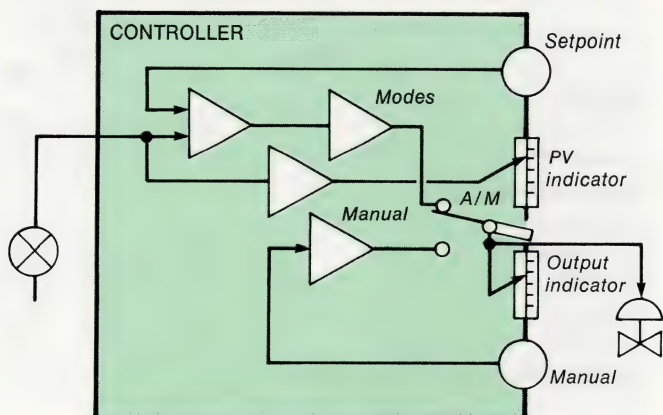 CONTROLLER
Setpoint
Modes
PV
indicator
A/M
Manual
Output
indicator
Manual